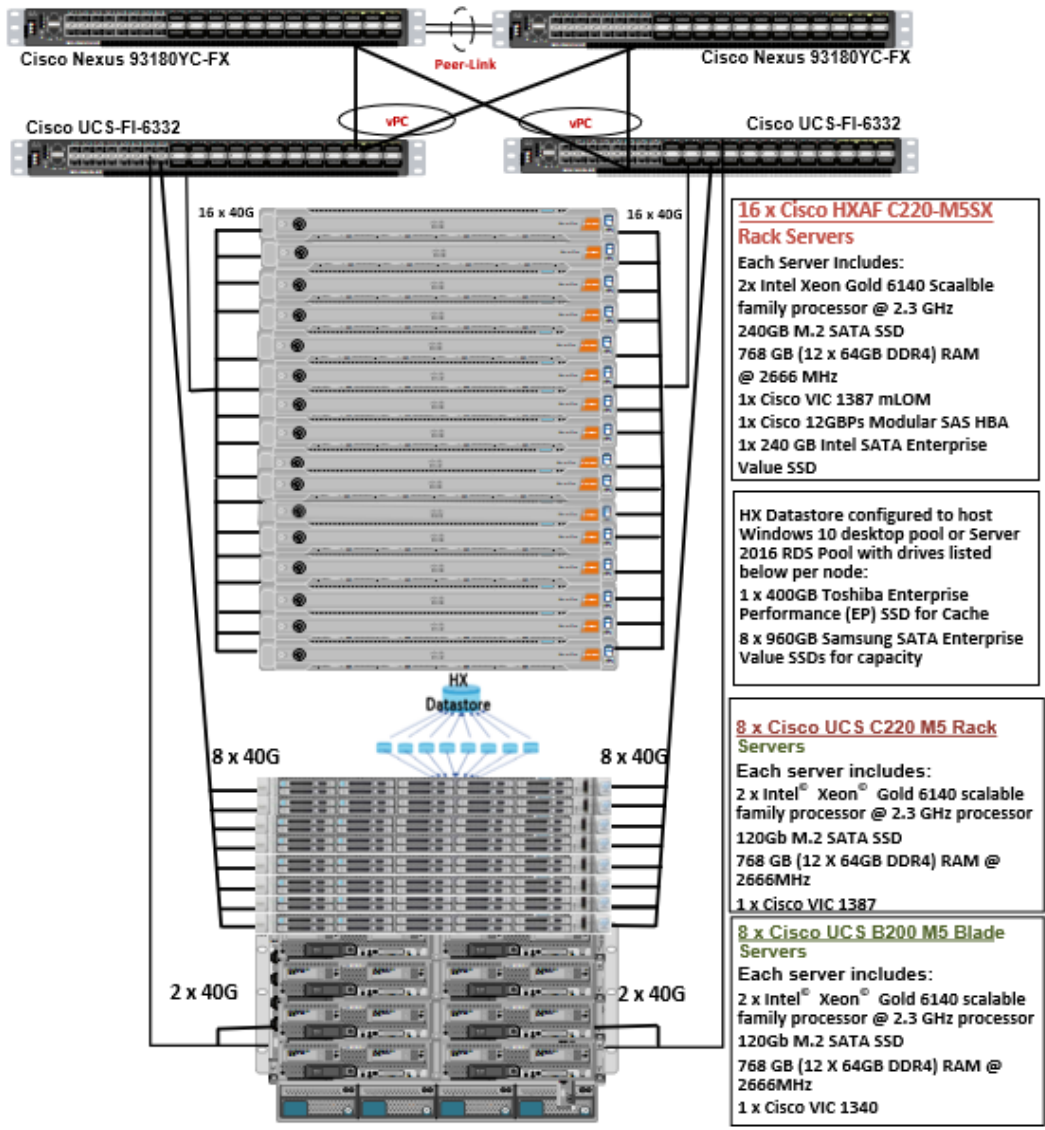 Cisco Nexus 93180YC-FX
Peer-Link
Cisco Nexus 93180YC-FX
Cisco UCS-FI-6332
vPC
vPC
Cisco UCS-FI-6332
16 x 40G
16 x 40G
16 x Cisco HXAF C220-M5SX
Rack Servers
Each Server Includes:
2x Intel Xeon Gold 6140 Scaalble
family processor @ 2.3 GHz
240GB M.2 SATA SSD
768 GB (12 x 64GB DDR4) RAM
@ 2666 MHz
1x Cisco VIC 1387 mLOM
1x Cisco 12GBPs Modular SAS HBA
1x 240 GB Intel SATA Enterprise
Value SSD
HX Datastore configured to host
Windows 10 desktop pool or Server
2016 RDS Pool with drives listed
below per node:
1 x 400GB Toshiba Enterprise
Performance (EP) SSD for Cache
8 x 960GB Samsung SATA Enterprise
Value SSDs for capacity
HX
Datastore
8 x 40G
8 x 40G
8 x Cisco UCS C220 M5 Rack
Servers
Each server includes:
2 x Intel© Xeon© Gold 6140 scalable
family processor @ 2.3 GHz processor
120Gb M.2 SATA SSD
768 GB (12 X 64GB DDR4) RAM @
2666MHz
1 x Cisco VIC 1387
2 x 40G
2 x 40G
8 x Cisco UCS B200 M5 Blade
Servers
Each server includes:
2 x Intel© Xeon© Gold 6140 scalable
family processor @ 2.3 GHz processor
120Gb M.2 SATA SSD
768 GB (12 X 64GB DDR4) RAM @
2666MHz
1 x Cisco VIC 1340